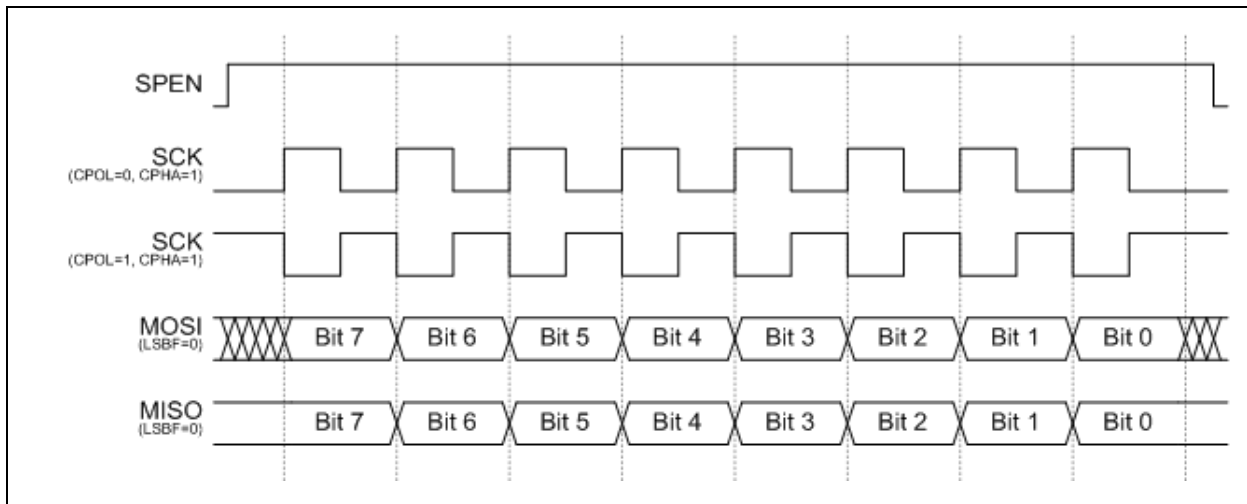 SPEN
SCK
(CPOL=0, CPHA=1)
SCK
(CPOL=1, CPHA=1)
MOSI
(LSBF=0)
Bit 7 Bit 6 Bit 5 Bit 4 Bit 3 Bit 2 Bit 1 Bit 0
MISO
(LSBF=0)
Bit 7 Bit 6 Bit 5 Bit 4 Bit 3 Bit 2 Bit 1 Bit 0